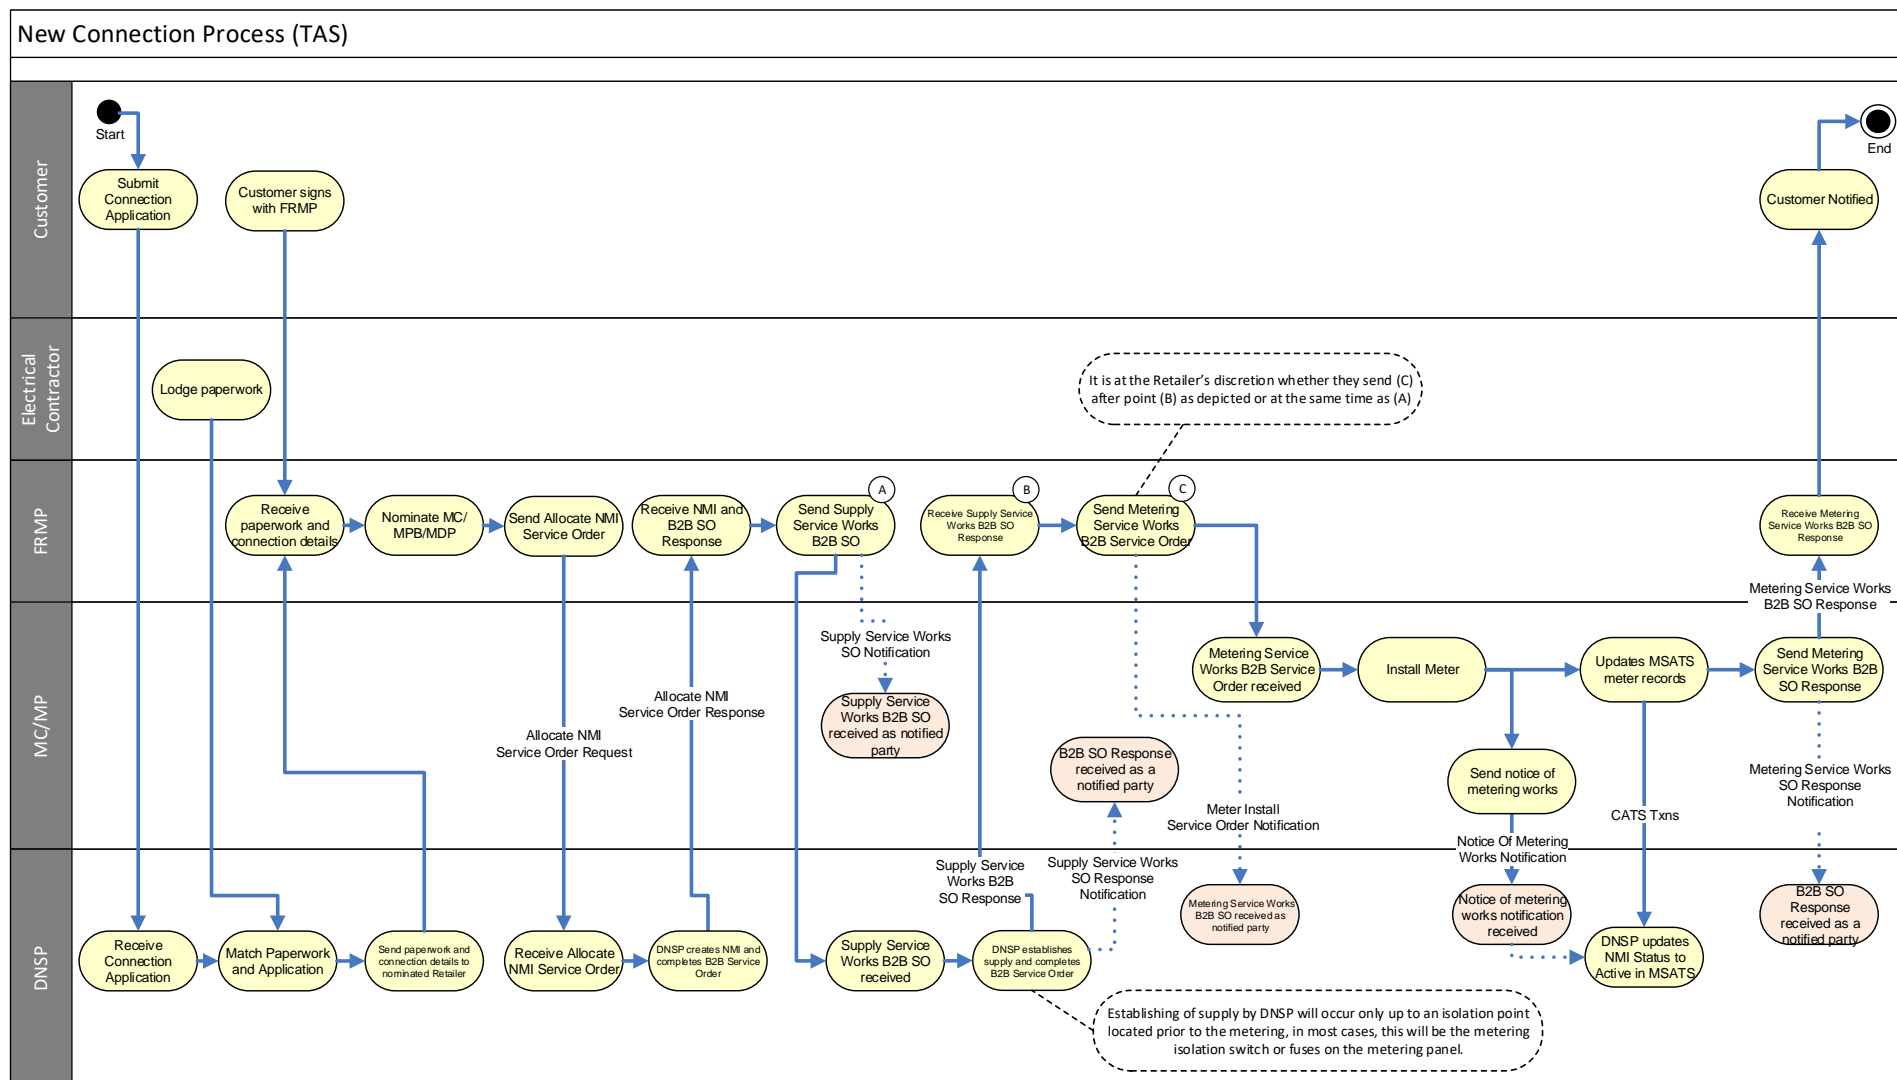 New Connection Process (TAS)
Customer
Start
Submit
Connection
Application
Customer signs
with FRMP
Customer Notified
End
Electrical
Contractor
Lodge paperwork
It is at the Retailer’s discretion whether they send (C)
after point (B) as depicted or at the same time as (A)
FRMP
Receive
paperwork and
connection details
Nominate MC/
MPB/MDP
Send Allocate NMI
Service Order
Receive NMI and
B2B SO
Response
A
Send Supply
Service Works
B2B SO
B
Receive Supply Service
Works B2B SO
Response
C
Send Metering
Service Works
B2B Service Order
Receive Metering
Service Works B2B SO
Response
Metering Service Works
B2B SO Response
MC/MP
Allocate NMI
Service Order Request
Allocate NMI
Service Order Response
Supply Service Works
SO Notification
Supply Service
Works B2B SO
received as notified
party
B2B SO Response
received as a
notified party
Metering Service
Works B2B Service
Order received
Install Meter
Updates MSATS
meter records
Send Metering
Service Works B2B
SO Response
Send notice of
metering works
Meter Install
Service Order Notification
CATS Txns
Metering Service Works
SO Response
Notification
Notice Of Metering
Works Notification
Supply Service
Works B2B
SO Response
Supply Service Works
SO Response
Notification
DNSP
Receive
Connection
Application
Match Paperwork
and Application
Send paperwork and
connection details to
nominated Retailer
Receive Allocate
NMI Service Order
DNSP creates NMI and
completes B2B Service
Order
Supply Service
Works B2B SO
received
DNSP establishes
supply and completes
B2B Service Order
Metering Service Works
B2B SO received as
notified party
Notice of metering
works notification
received
DNSP updates
NMI Status to
Active in MSATS
B2B SO
Response
received as a
notified party
Establishing of supply by DNSP will occur only up to an isolation point
located prior to the metering, in most cases, this will be the metering
isolation switch or fuses on the metering panel.